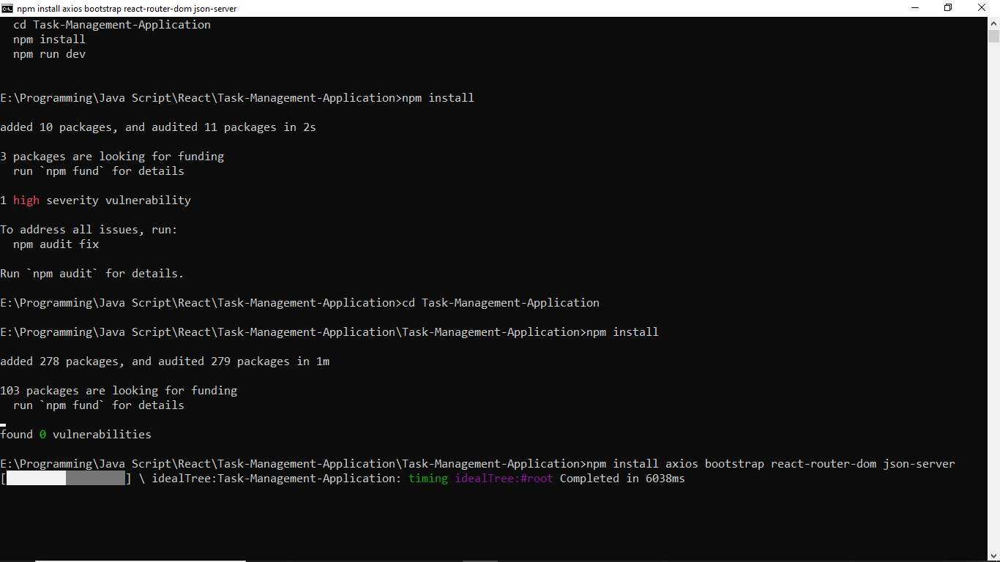 npm install axios bootstrap react-router-dom json-server
cd Task-Management-Application
npm install
npm run dev
E:\Programming\Java Script\React\Task-Management-Application>npm install
added 10 packages, and audited 11 packages in 2s
3 packages are looking for funding
run `npm fund` for details
1 high severity vulnerability
To address all issues, run:
npm audit fix
Run `npm audit` for details.
E:\Programming\Java Script\React\Task-Management-Application>cd Task-Management-Application
E:\Programming\Java Script\React\Task-Management-Application\Task-Management-Application>npm install
added 278 packages, and audited 279 packages in 1m
103 packages are looking for funding
run `npm fund` for details
found 0 vulnerabilities
E:\Programming\Java Script\React\Task-Management-Application\Task-Management-Application>npm install axios bootstrap react-router-dom json-server
[ ] \ idealTree:Task-Management-Application: timing idealTree:#root Completed in 6038ms